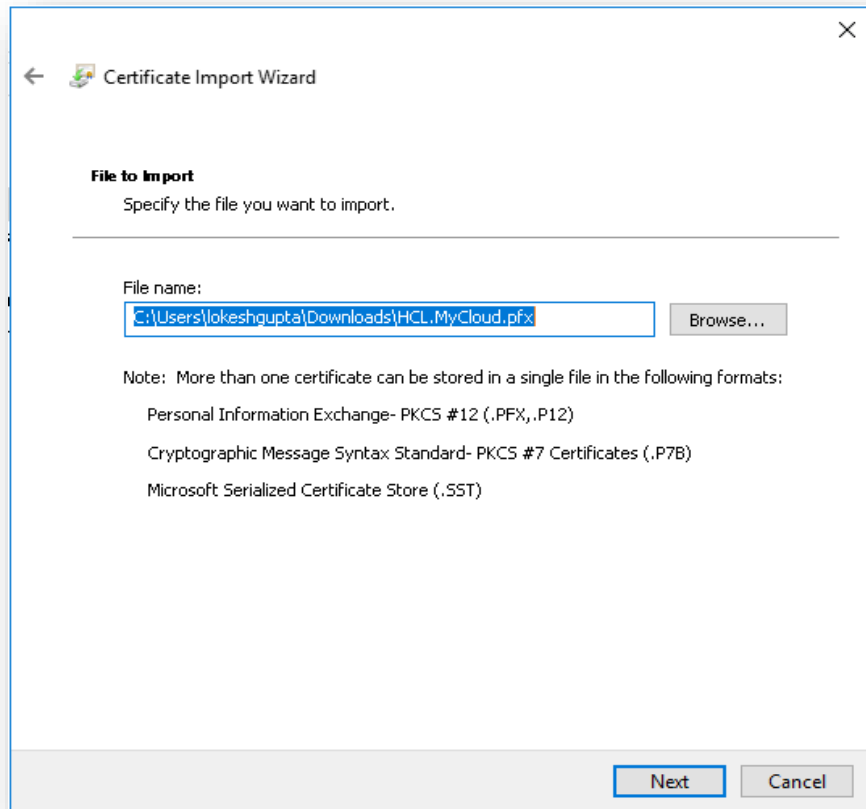 Certificate Import Wizard
File to Import
Specify the file you want to import.
File name:
C:\Users\lokeshgupta\Downloads\HCL.MyCloud.pfx
Browse...
Note:  More than one certificate can be stored in a single file in the following formats:
Personal Information Exchange- PKCS #12 (.PFX,.P12)
Cryptographic Message Syntax Standard- PKCS #7 Certificates (.P7B)
Microsoft Serialized Certificate Store (.SST)
Next
Cancel